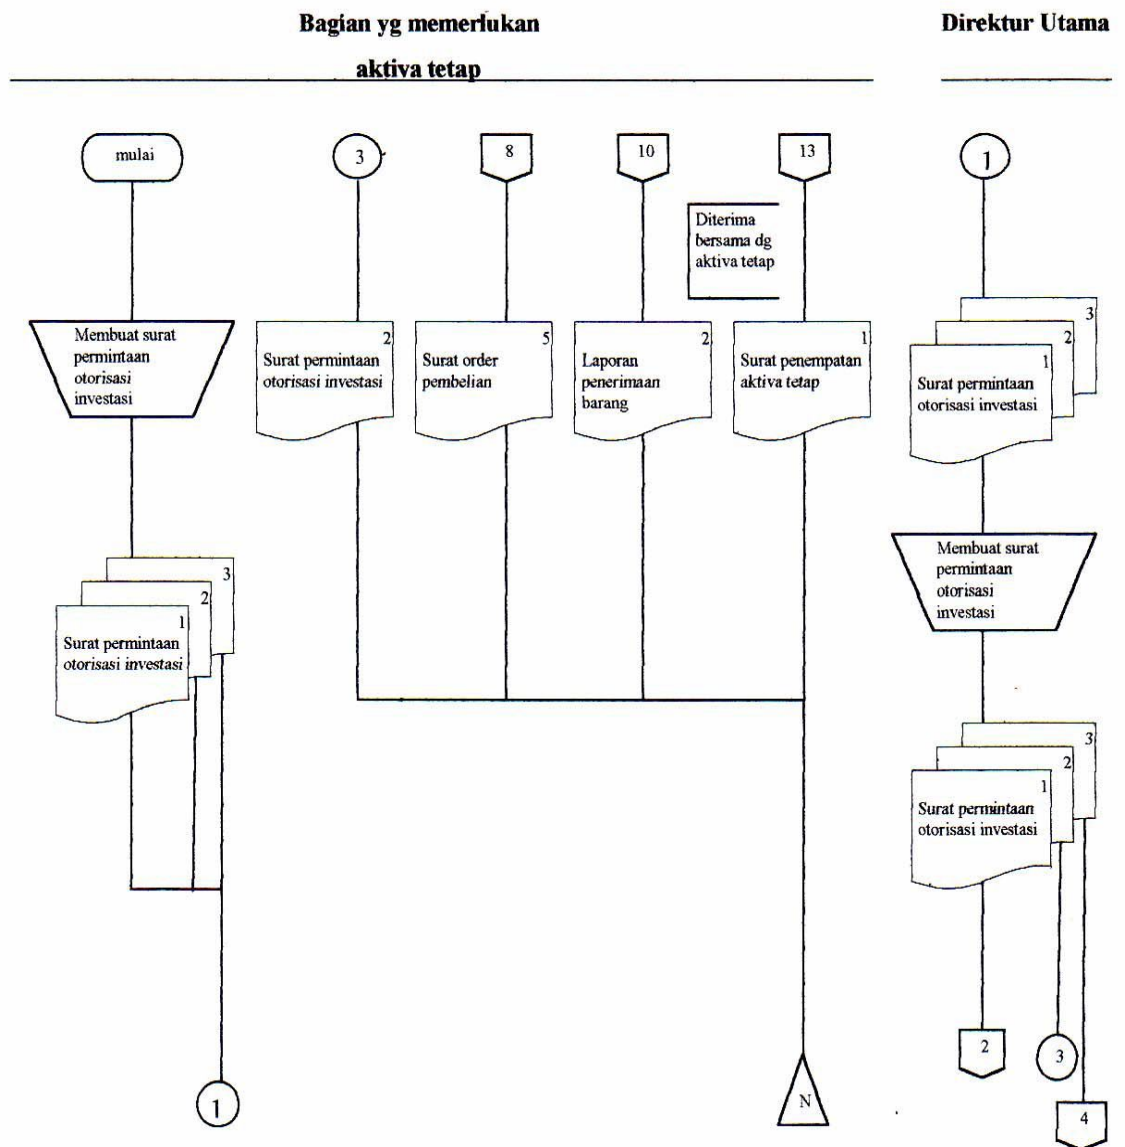 Bagian yg memerlukan
aktiva tetap
Direktur Utama
mulai
3
8
10
13
1
Diterima
bersama dg
aktiva tetap
Membuat surat
permintaan
otorisasi
investasi
2
Surat permintaan
otorisasi investasi
5
Surat order
pembelian
2
Laporan
penerimaan
barang
1
Surat penempatan
aktiva tetap
3
2
1
Surat permintaan
otorisasi investasi
Membuat surat
permintaan
otorisasi
investasi
3
2
1
Surat permintaan
otorisasi investasi
3
2
1
Surat permintaan
otorisasi investasi
1
N
2
3
4